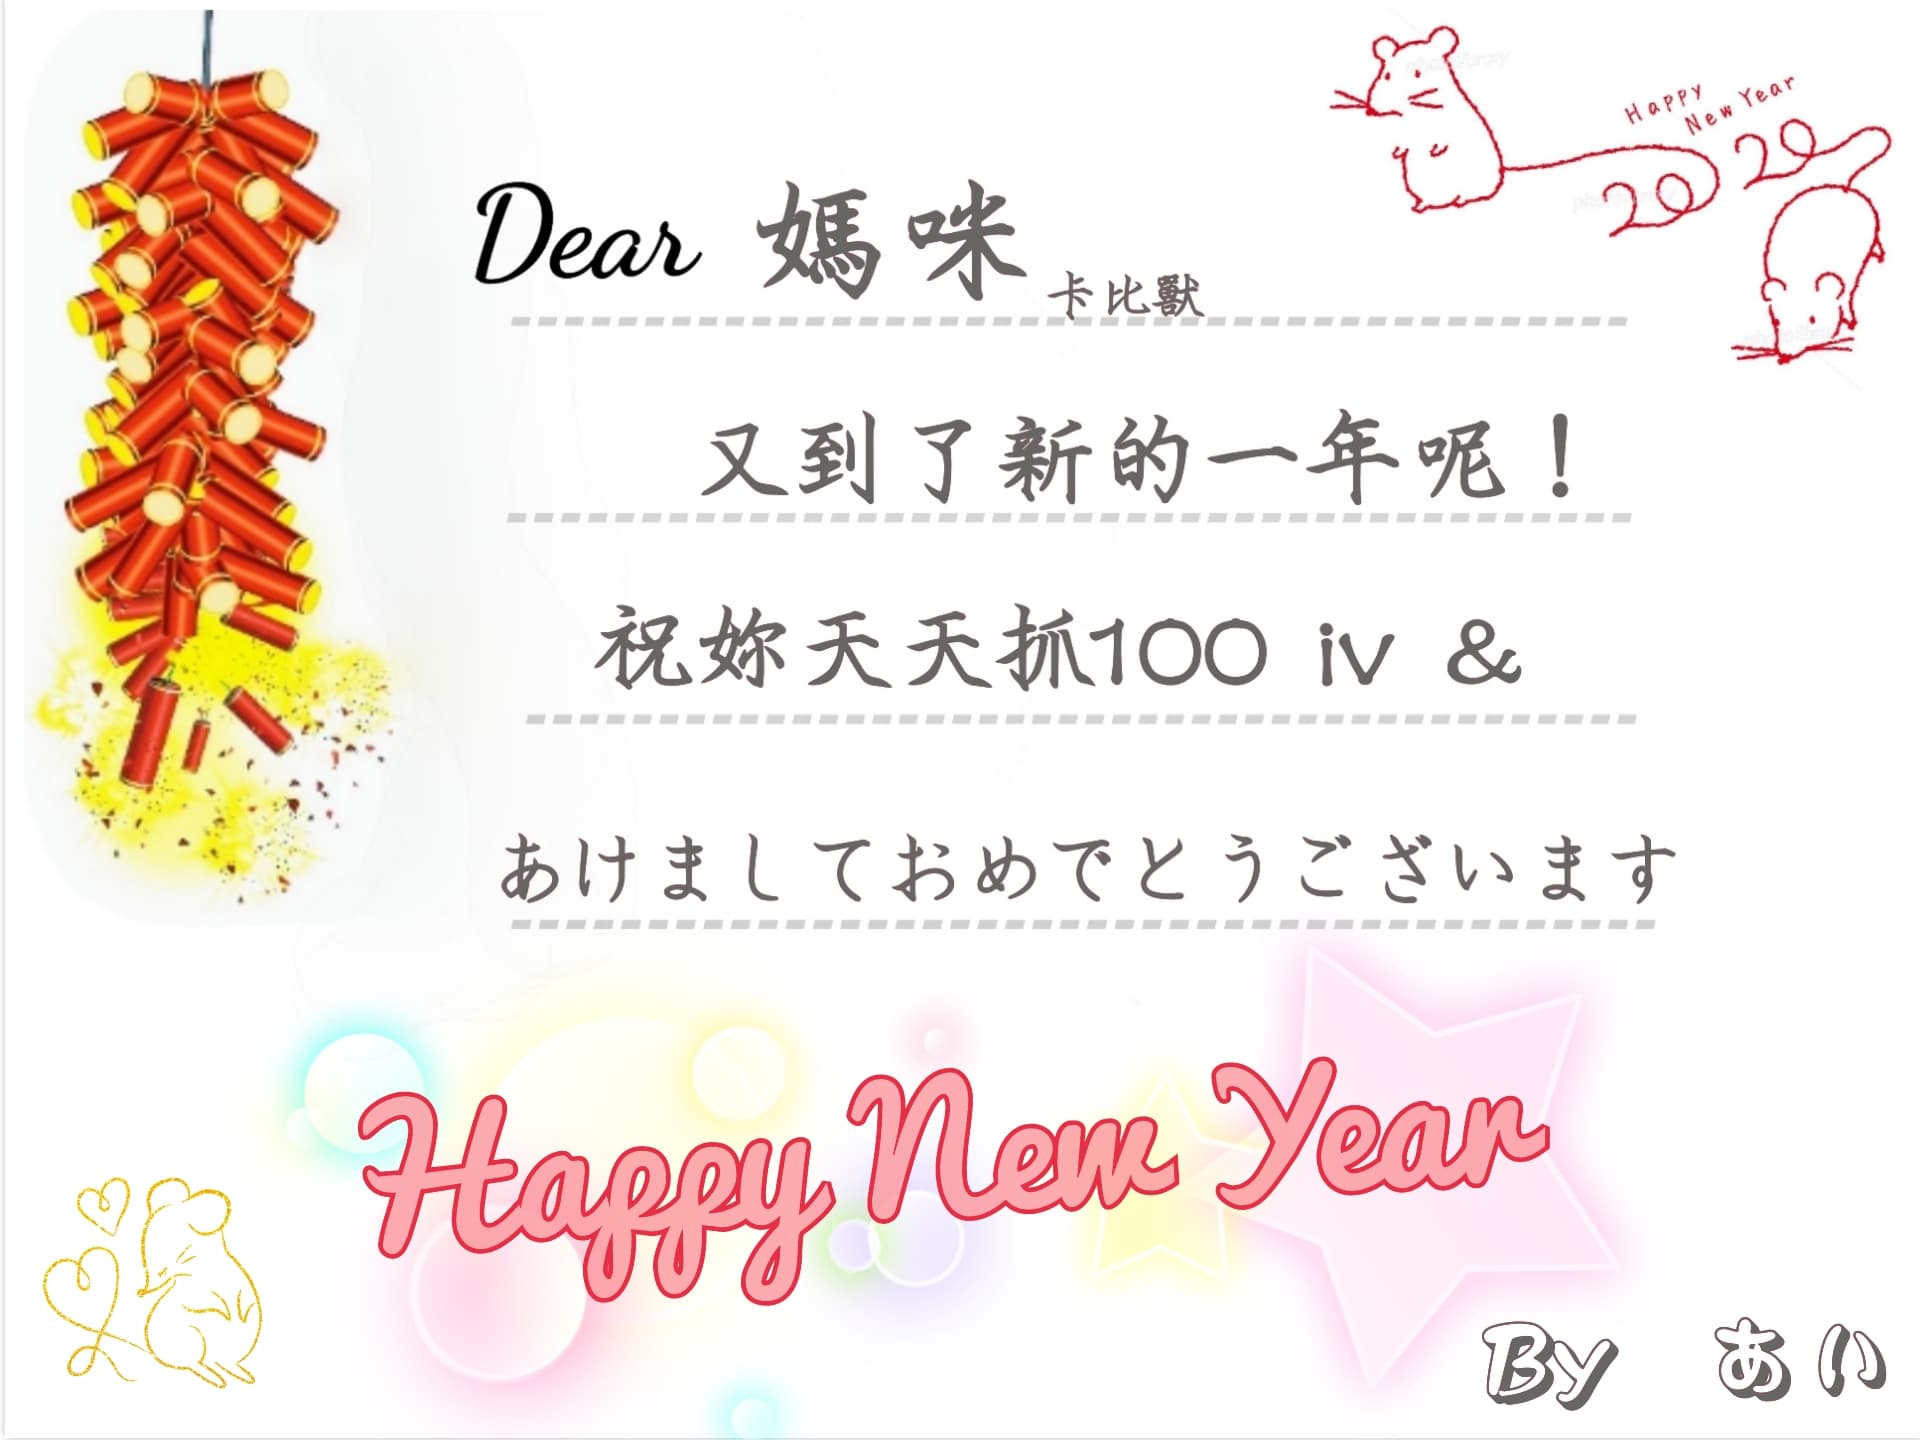 Happy
New Year
2020
Dear 媽咪 卡比獸
又到了新的一年呢！
祝妳天天抓100 iv &
あけましておめでとうございます
Happy New Year
By あい